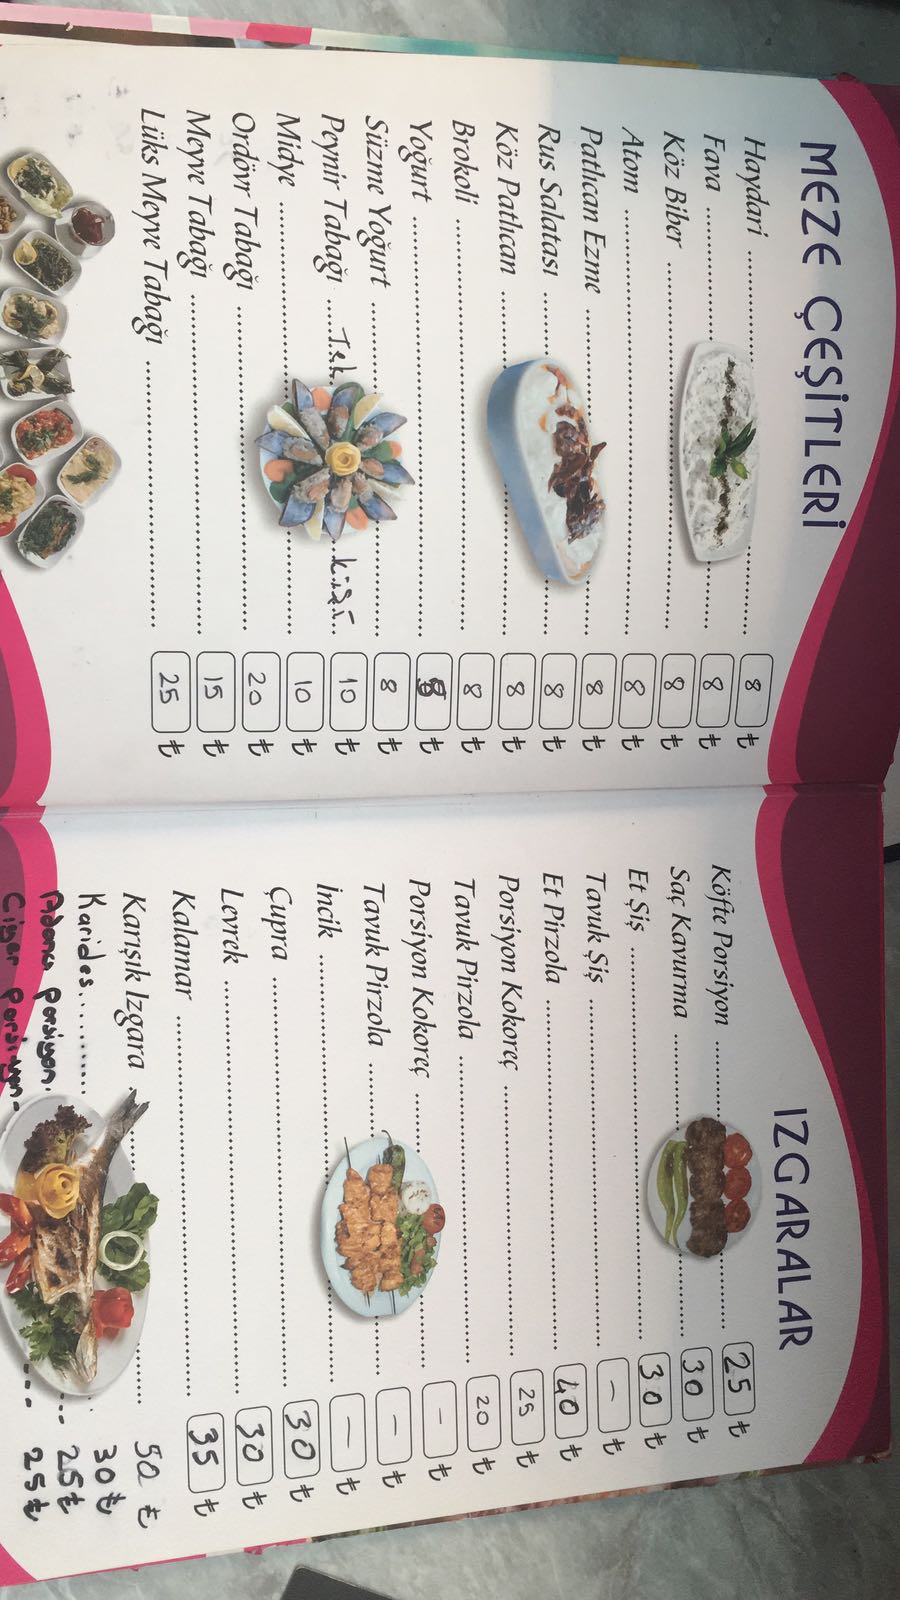 MEZE ÇEŞİTLERİ
Haydari 8 ₺
Fava 8 ₺
Köz Biber 8 ₺
Atom 8 ₺
Patlıcan Ezme 8 ₺
Rus Salatası 8 ₺
Köz Patlıcan 8 ₺
Brokoli 8 ₺
Yoğurt ₺
Süzme Yoğurt 8 ₺
Peynir Tabağı Tek kişi 10 ₺
Midye 10 ₺
Ordövr Tabağı 20 ₺
Meyve Tabağı 15 ₺
Lüks Meyve Tabağı 25 ₺
IZGARALAR
Köfte Porsiyon 25 ₺
Saç Kavurma 30 ₺
Et Şiş 30 ₺
Tavuk Şiş — ₺
Et Pirzola 40 ₺
Porsiyon Kokoreç 25 ₺
Tavuk Pirzola 20 ₺
Porsiyon Kokoreç — ₺
Tavuk Pirzola — ₺
İncik — ₺
Çupra 30 ₺
Levrek 30 ₺
Kalamar 35 ₺
Karışık Izgara 50 ₺
Karides 30 ₺
Adana Porsiyon 25 ₺
Ciger Porsiyon 25 ₺